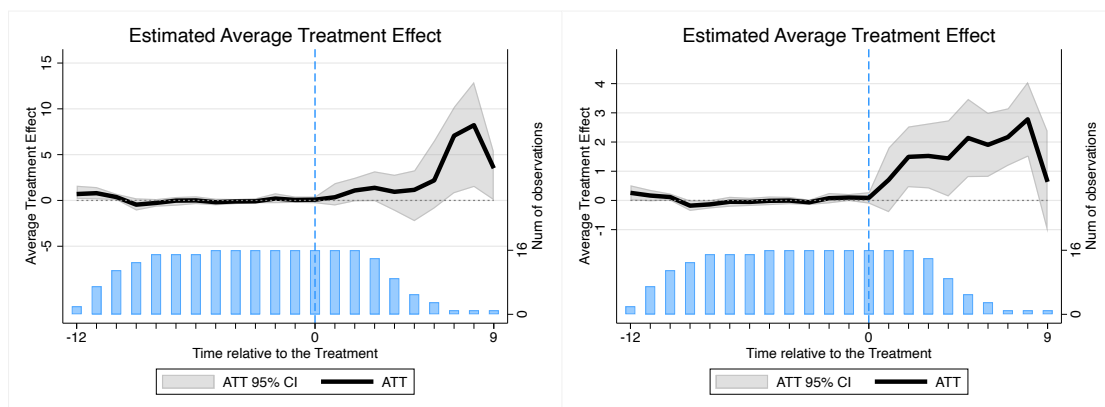 Estimated Average Treatment Effect
Average Treatment Effect
15
10
5
0
-5
Num of observations
16
0
-12
0
9
Time relative to the Treatment
ATT 95% CI
ATT
Estimated Average Treatment Effect
Average Treatment Effect
4
3
2
1
0
-1
Num of observations
16
0
-12
0
9
Time relative to the Treatment
ATT 95% CI
ATT